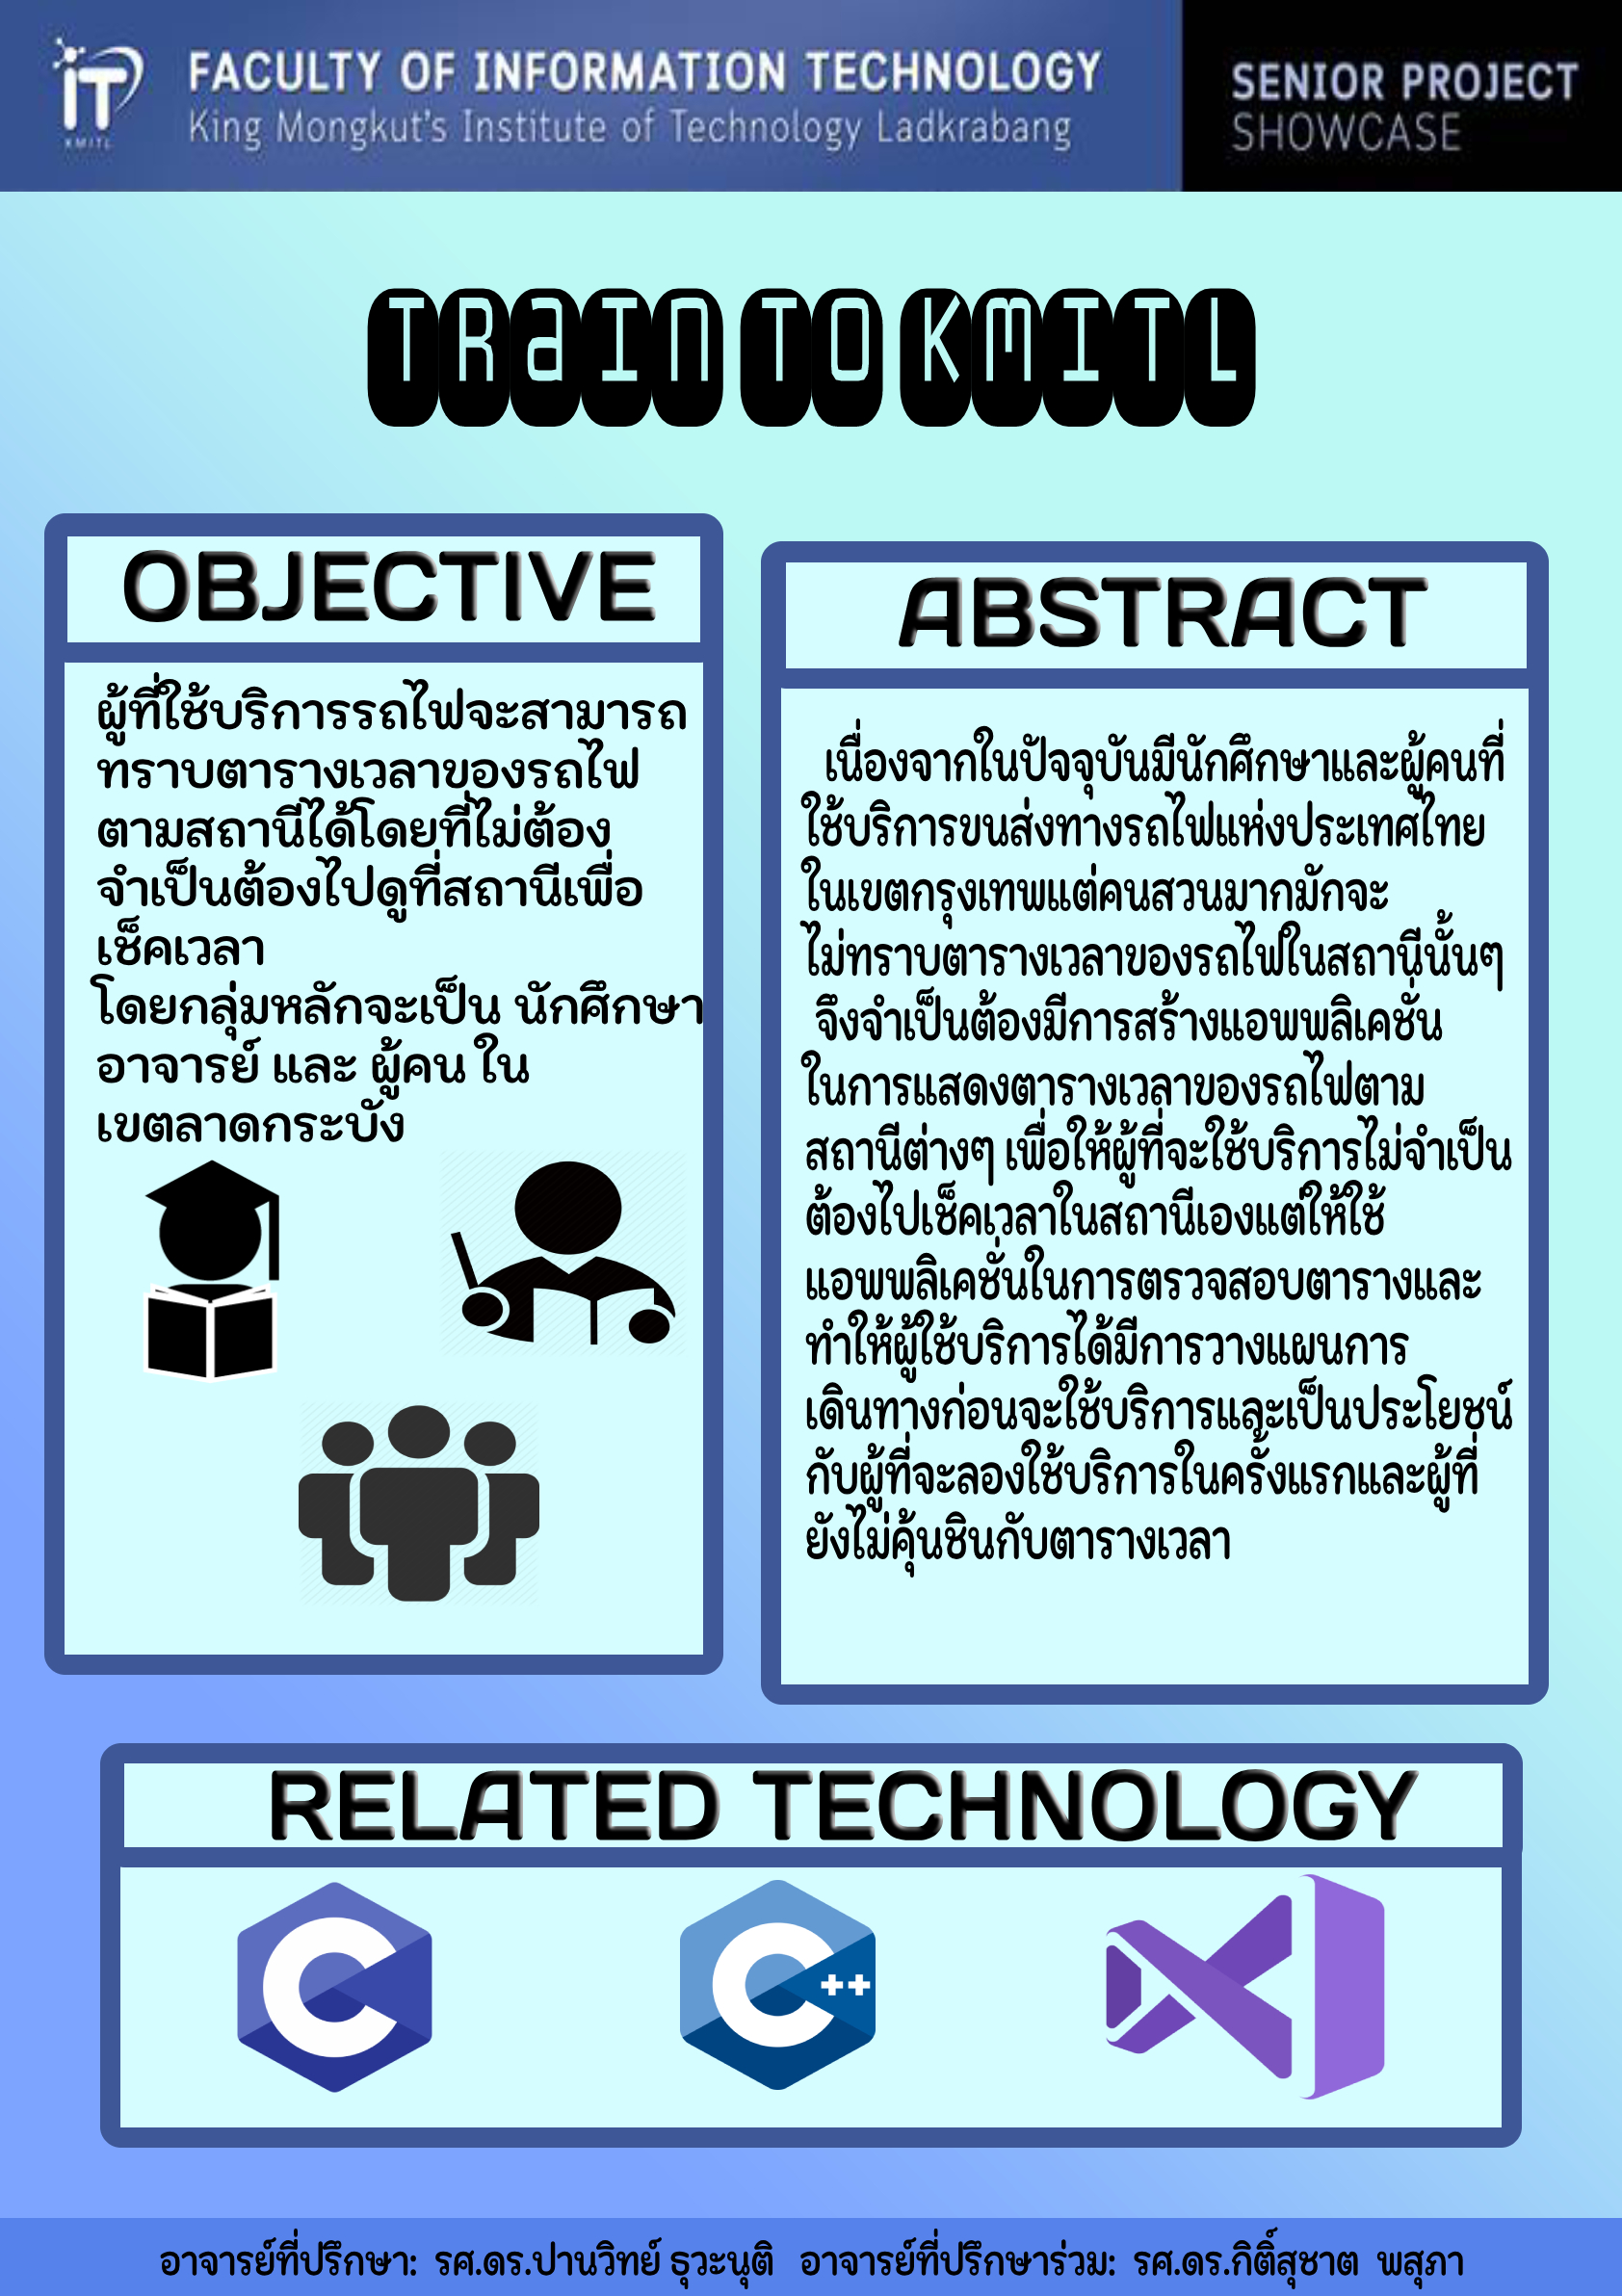 iT
KMITL
FACULTY OF INFORMATION TECHNOLOGY
King Mongkut's Institute of Technology Ladkrabang
SENIOR PROJECT
SHOWCASE
TRaIn TO KMITL
OBJECTIVE
ผู้ที่ใช้บริการรถไฟจะสามารถ
ทราบตารางเวลาของรถไฟ
ตามสถานีได้โดยที่ไม่ต้อง
จำเป็นต้องไปดูที่สถานีเพื่อ
เช็คเวลา
โดยกลุ่มหลักจะเป็น นักศึกษา
อาจารย์ และ ผู้คน ใน
เขตลาดกระบัง
ABSTRACT
เนื่องจากในปัจจุบันมีนักศึกษาและผู้คนที่
ใช้บริการขนส่งทางรถไฟแห่งประเทศไทย
ในเขตกรุงเทพแต่คนสวนมากมักจะ
ไม่ทราบตารางเวลาของรถไฟในสถานีนั้นๆ
จึงจำเป็นต้องมีการสร้างแอพพลิเคชั่น
ในการแสดงตารางเวลาของรถไฟตาม
สถานีต่างๆ เพื่อให้ผู้ที่จะใช้บริการไม่จำเป็น
ต้องไปเช็คเวลาในสถานีเองแต่ให้ใช้
แอพพลิเคชั่นในการตรวจสอบตารางและ
ทำให้ผู้ใช้บริการได้มีการวางแผนการ
เดินทางก่อนจะใช้บริการและเป็นประโยชน์
กับผู้ที่จะลองใช้บริการในครั้งแรกและผู้ที่
ยังไม่คุ้นชินกับตารางเวลา
RELATED TECHNOLOGY
C
C++
อาจารย์ที่ปรึกษา: รศ.ดร.ปานวิทย์ ธุวะนุติ อาจารย์ที่ปรึกษาร่วม: รศ.ดร.กิติ์สุชาต พสุภา